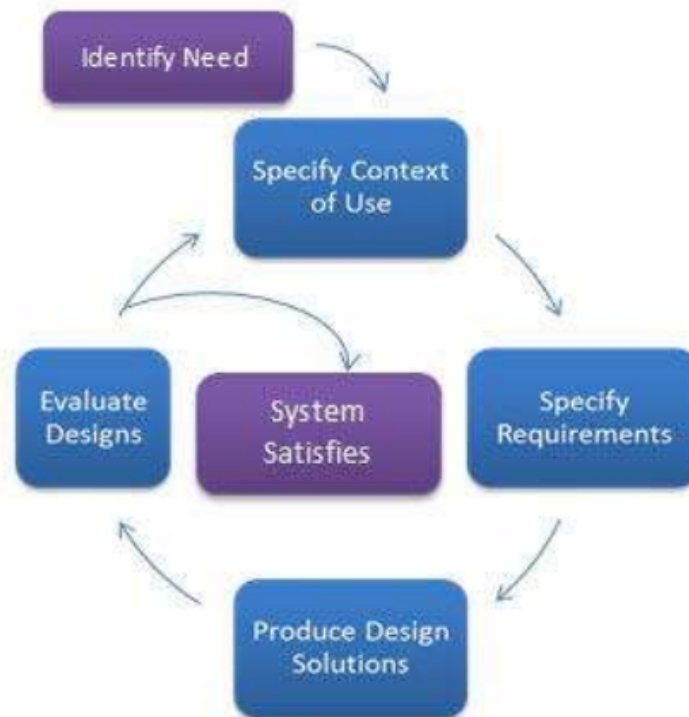 Identify Need
Specify Context
of Use
Evaluate
Designs
System
Satisfies
Specify
Requirements
Produce Design
Solutions